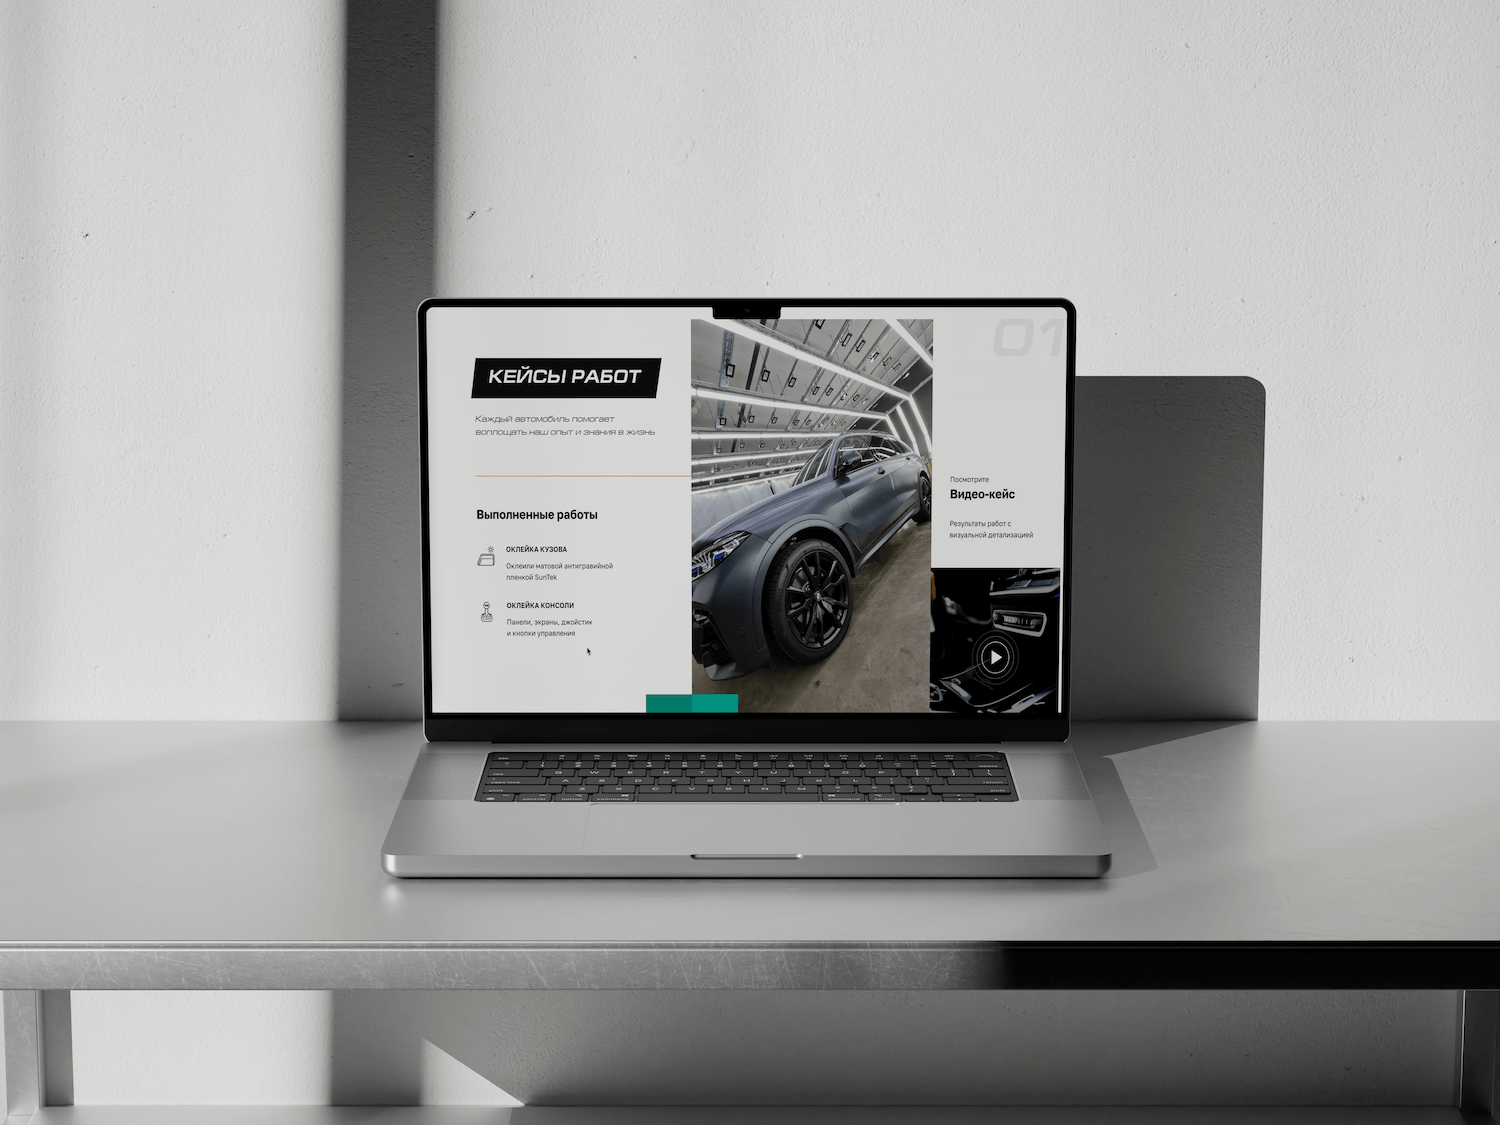 01
КЕЙСЫ РАБОТ
Каждый автомобиль помогает
воплощать наш опыт и знания в жизнь
Выполненные работы
ОКЛЕЙКА КУЗОВА
Оклеили матовой антигравийной
пленкой SunTek
ОКЛЕЙКА КОНСОЛИ
Панели, экраны, джойстик
и кнопки управления
Посмотрите
Видео-кейс
Результаты работ с
визуальной детализацией